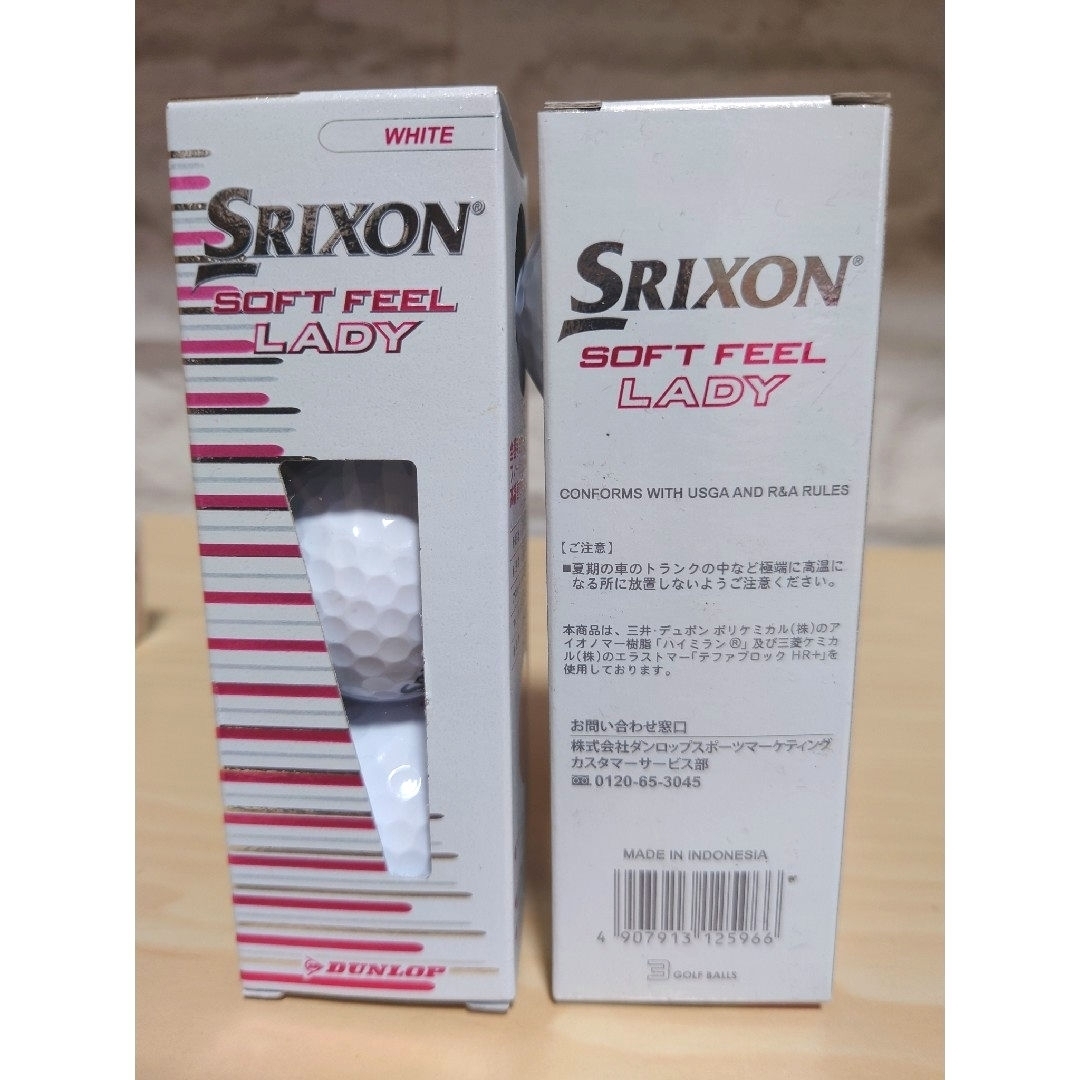 WHITE
SRIXON®
SOFT FEEL
LADY
DUNLOP
SRIXON®
SOFT FEEL
LADY
CONFORMS WITH USGA AND R&A RULES
【ご注意】
■夏期の車のトランクの中など極端に高温に
なる所に放置しないようご注意ください。
本商品は、三井・デュポン ポリケミカル(株)のア
イオノマー樹脂「ハイミラン®」及び三菱ケミカ
ル(株)のエラストマー「テファブロック HR+」を
使用しております。
お問い合わせ窓口
株式会社ダンロップスポーツマーケティング
カスタマーサービス部
0120-65-3045
MADE IN INDONESIA
4 907913 125966
3 GOLF BALLS